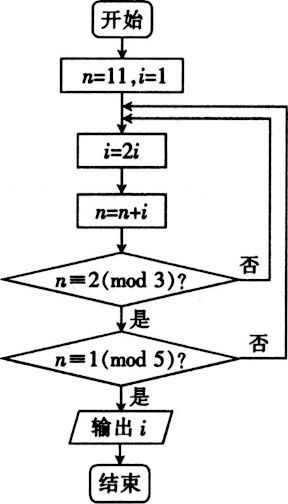 开始
n=11,i=1
i=2i
n=n+i
n≡2(mod 3)?
否
是
n≡1(mod 5)?
否
是
输出 i
结束